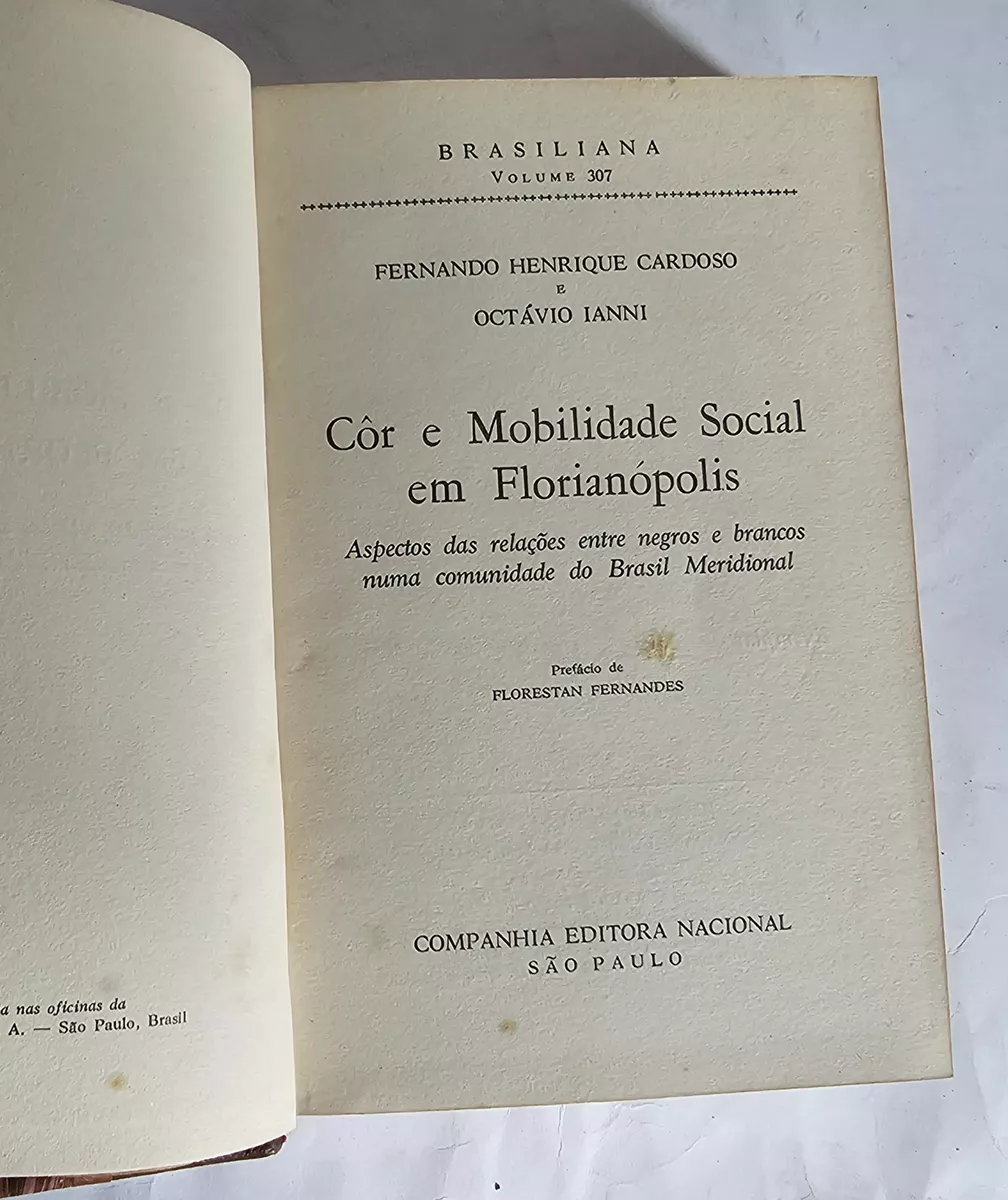 BRASILIANA
VOLUME 307
FERNANDO HENRIQUE CARDOSO
E
OCTÁVIO IANNI
Côr e Mobilidade Social
em Florianópolis
Aspectos das relações entre negros e brancos
numa comunidade do Brasil Meridional
Prefácio de
FLORESTAN FERNANDES
COMPANHIA EDITORA NACIONAL
SÃO PAULO
a nas oficinas da
A. — São Paulo, Brasil